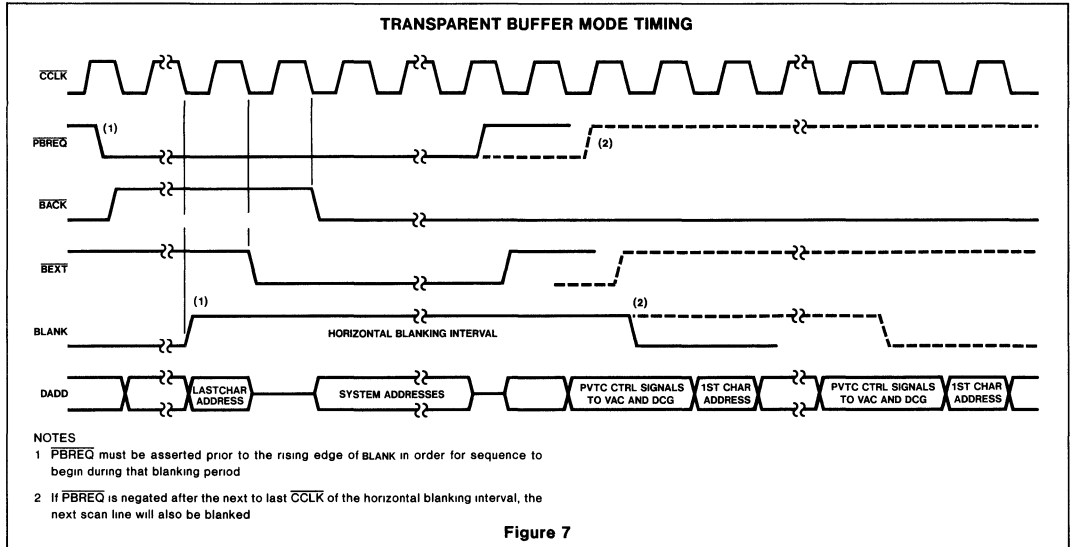 TRANSPARENT BUFFER MODE TIMING
CCLK
PBREQ
(1)
(2)
BACK
BEXT
(1)
(2)
BLANK
HORIZONTAL BLANKING INTERVAL
DADD
LAST CHAR
ADDRESS
SYSTEM ADDRESSES
PVTC CTRL SIGNALS
TO VAC AND DCG
1ST CHAR
ADDRESS
PVTC CTRL SIGNALS
TO VAC AND DCG
1ST CHAR
ADDRESS
NOTES
1 PBREQ must be asserted prior to the rising edge of BLANK in order for sequence to
begin during that blanking period
2 If PBREQ is negated after the next to last CCLK of the horizontal blanking interval, the
next scan line will also be blanked
Figure 7